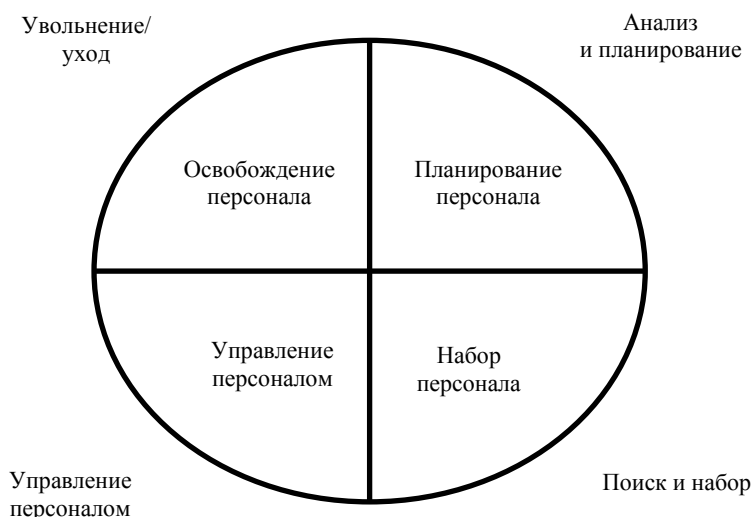 Увольнение/
уход
Анализ
и планирование
Освобождение
персонала
Планирование
персонала
Управление
персоналом
Набор
персонала
Управление
персоналом
Поиск и набор